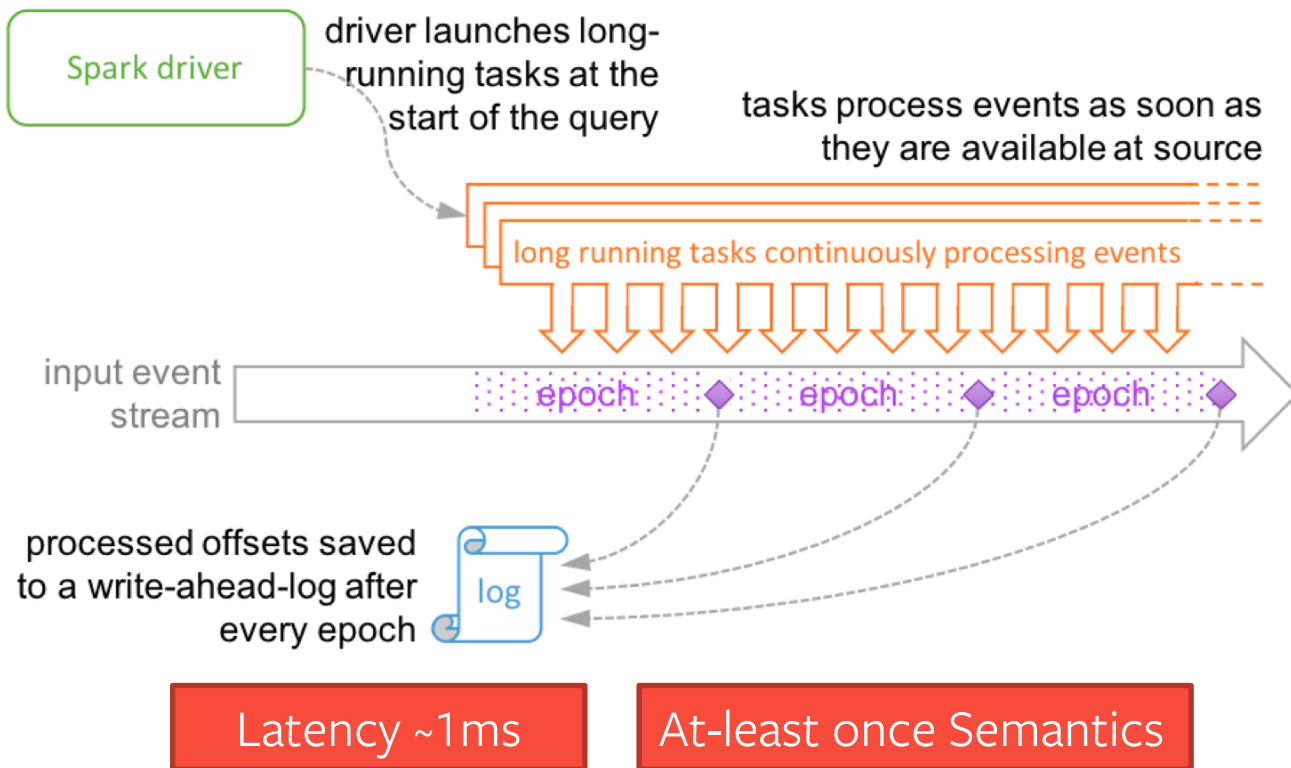 Spark driver
driver launches long-
running tasks at the
start of the query
tasks process events as soon as
they are available at source
long running tasks continuously processing events
input event
stream
epoch
epoch
epoch
processed offsets saved
to a write-ahead-log after
every epoch
log
Latency ~1ms
At-least once Semantics